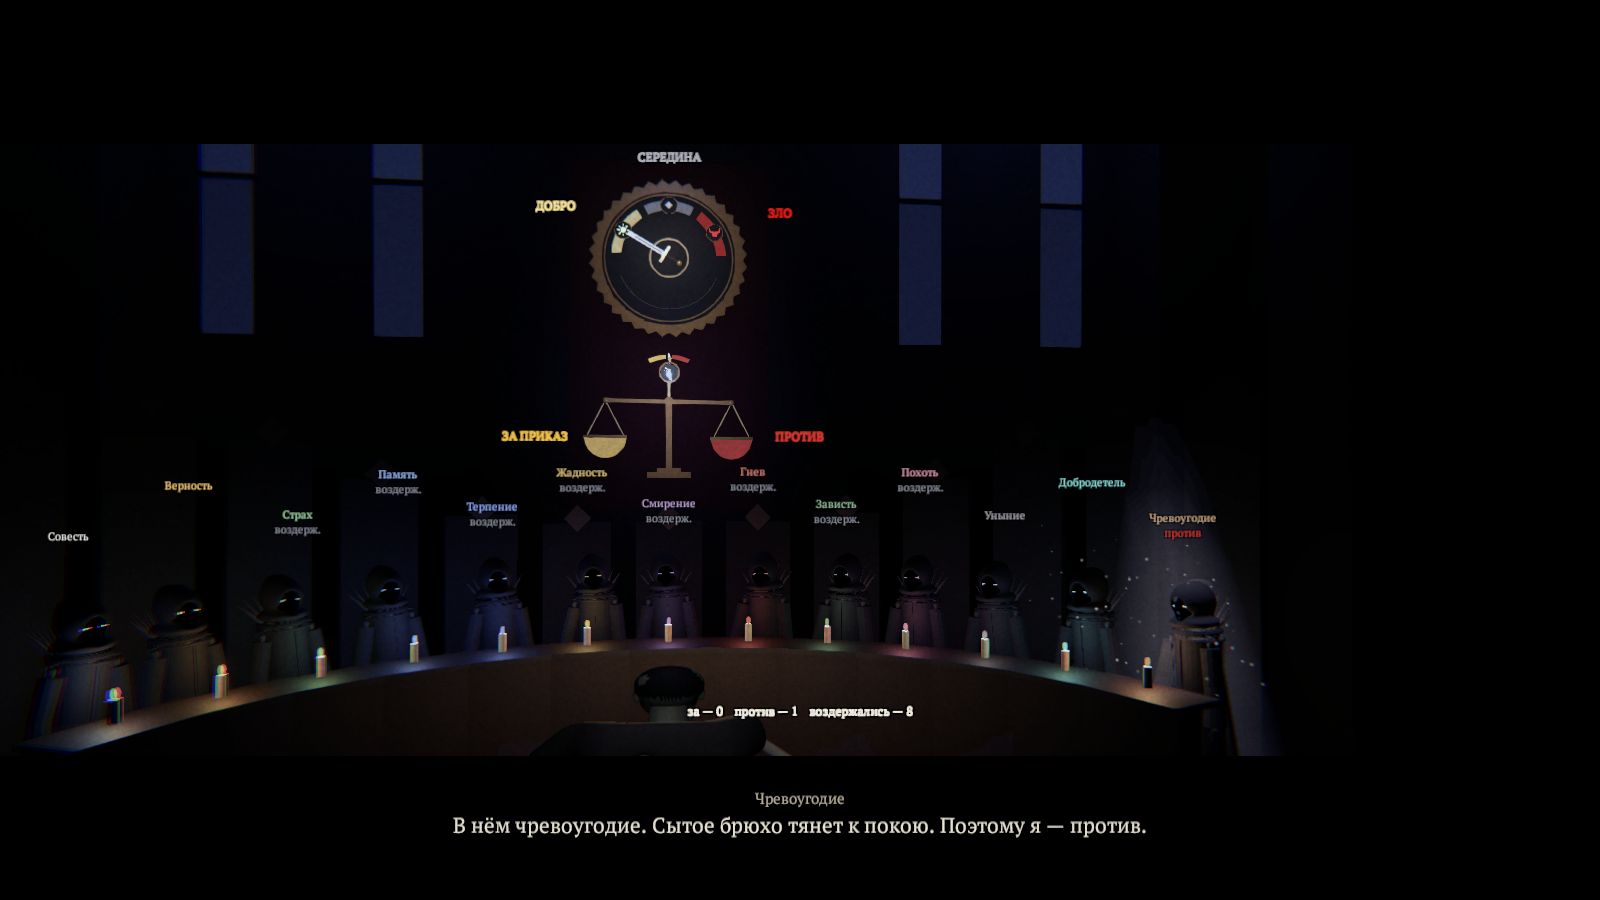 СЕРЕДИНА
ДОБРО
ЗЛО
ЗА ПРИКАЗ
ПРОТИВ
Совесть
Верность
Страх
воздерж.
Память
воздерж.
Терпение
воздерж.
Жадность
воздерж.
Смирение
воздерж.
Гнев
воздерж.
Зависть
воздерж.
Похоть
воздерж.
Уныние
Добродетель
Чревоугодие
против
за — 0 против — 1 воздержались — 8
Чревоугодие
В нём чревоугодие. Сытое брюхо тянет к покою. Поэтому я — против.